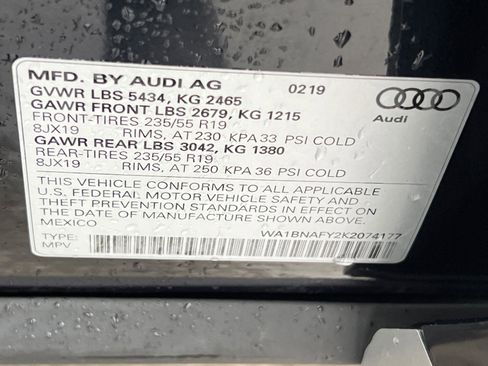 MFD. BY AUDI AG 0219
GVWR LBS 5434, KG 2465
GAWR FRONT LBS 2679, KG 1215
FRONT-TIRES 235/55 R19
8JX19 RIMS, AT 230 KPA 33 PSI COLD
GAWR REAR LBS 3042, KG 1380
REAR-TIRES 235/55 R19
8JX19 RIMS, AT 250 KPA 36 PSI COLD
Audi
THIS VEHICLE CONFORMS TO ALL APPLICABLE
U.S. FEDERAL MOTOR VEHICLE SAFETY AND
THEFT PREVENTION STANDARDS IN EFFECT ON
THE DATE OF MANUFACTURE SHOWN ABOVE.
MEXICO
TYPE: WA1BNAFY2K2074177
MPV